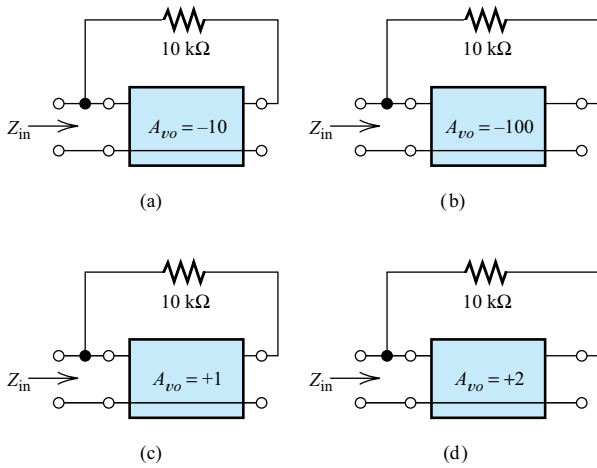 10 kΩ
Z_in
A_vo = –10
(a)
10 kΩ
Z_in
A_vo = –100
(b)
10 kΩ
Z_in
A_vo = +1
(c)
10 kΩ
Z_in
A_vo = +2
(d)